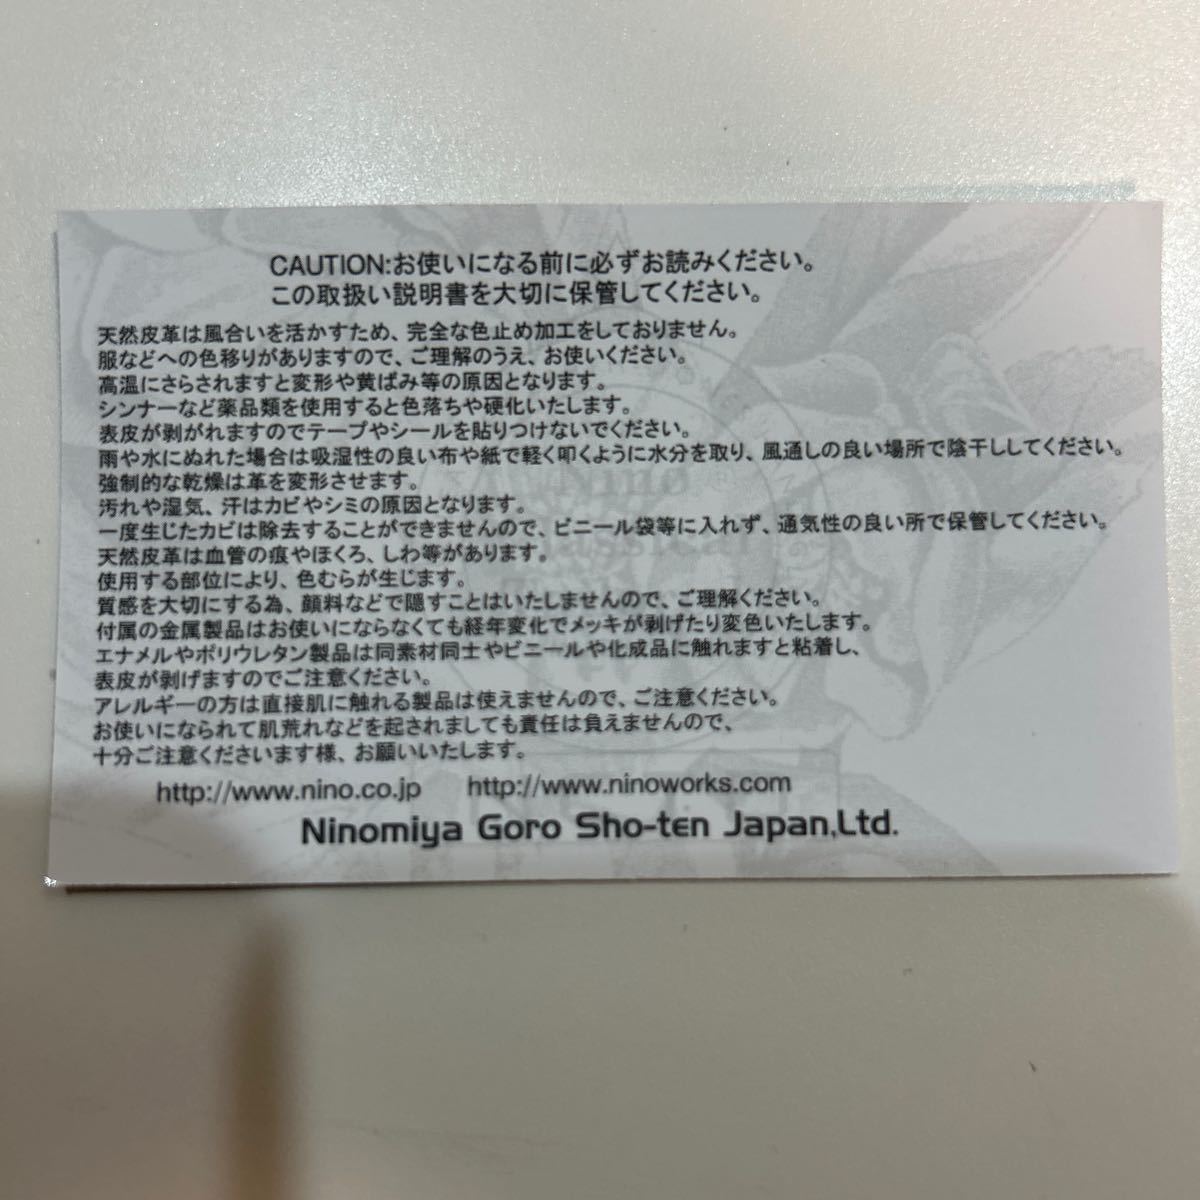 CAUTION:お使いになる前に必ずお読みください。
この取扱い説明書を大切に保管してください。
天然皮革は風合いを活かすため、完全な色止め加工をしておりません。
服などへの色移りがありますので、ご理解のうえ、お使いください。
高温にさらされますと変形や黄ばみ等の原因となります。
シンナーなど薬品類を使用すると色落ちや硬化いたします。
表皮が剥がれますのでテープやシールを貼りつけないでください。
雨や水にぬれた場合は吸湿性の良い布や紙で軽く叩くように水分を取り、風通しの良い場所で陰干ししてください。
強制的な乾燥は革を変形させます。
汚れや湿気、汗はカビやシミの原因となります。
一度生じたカビは除去することができませんので、ビニール袋等に入れず、通気性の良い所で保管してください。
天然皮革は血管の痕やほくろ、しわ等があります。
使用する部位により、色むらが生じます。
質感を大切にする為、顔料などで隠すことはいたしませんので、ご理解ください。
付属の金属製品はお使いにならなくても経年変化でメッキが剥げたり変色いたします。
エナメルやポリウレタン製品は同素材同士やビニールや化成品に触れますと粘着し、
表皮が剥げますのでご注意ください。
アレルギーの方は直接肌に触れる製品は使えませんので、ご注意ください。
お使いになられて肌荒れなどを起されましても責任は負えませんので、
十分ご注意くださいます様、お願いいたします。
http://www.nino.co.jp http://www.ninoworks.com
Ninomiya Goro Sho-ten Japan,Ltd.